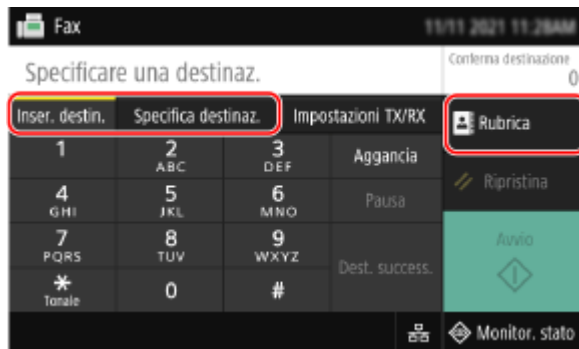 Fax
11/11 2021 11:28AM
Specificare una destinaz.
Conferma destinazione
0
Inser. destin.
Specifica destinaz.
Impostazioni TX/RX
Rubrica
1
2
ABC
3
DEF
Aggancia
4
GHI
5
JKL
6
MNO
Pausa
Ripristina
7
PQRS
8
TUV
9
WXYZ
Dest. success.
Avvio
*
Tonale
0
#
Monitor. stato